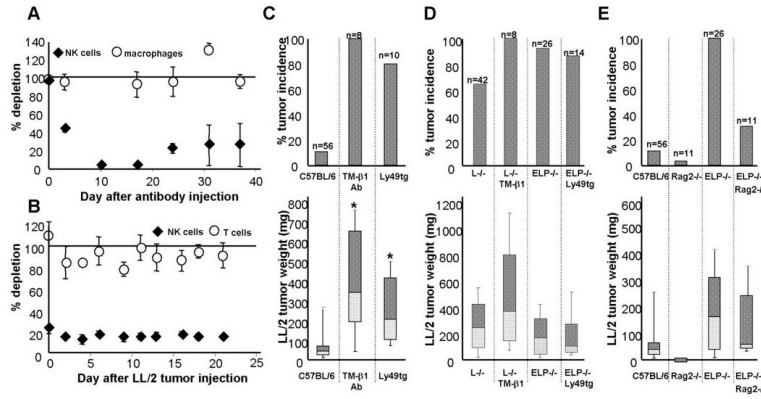 A
NK cells macrophages
% depletion
140
120
100
80
60
40
20
0
0 10 20 30 40
Day after antibody injection
B
NK cells T cells
% depletion
120
100
80
60
40
20
0
0 5 10 15 20 25
Day after LL/2 tumor injection
C
% tumor incidence
100
80
60
40
20
0
n=56
n=8
n=10
C57BL/6 TM-β1 Ly49tg
Ab
LL/2 tumor weight (mg)
800
700
600
500
400
300
200
100
0
*
*
C57BL/6 TM-β1 Ly49tg
Ab
D
% tumor incidence
100
80
60
40
20
0
n=42
n=8
n=26
n=14
L-/- L-/- ELP-/- ELP-/-
TM-β1 Ly49tg
LL/2 tumor weight (mg)
1200
1000
800
600
400
200
0
L-/- L-/- ELP-/- ELP-/-
TM-β1 Ly49tg
E
% tumor incidence
100
80
60
40
20
0
n=56
n=11
n=26
n=11
C57BL/6 Rag2-/- ELP-/- ELP-/-
Rag2-/-
LL/2 tumor weight (mg)
800
700
600
500
400
300
200
100
0
C57BL/6 Rag2-/- ELP-/- ELP-/-